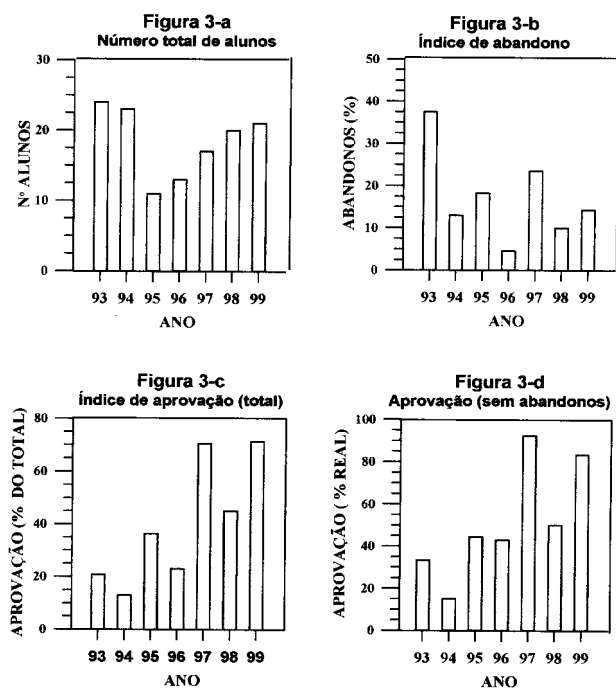 Figura 3-a
Número total de alunos
30
20
10
0
Nº ALUNOS
93 94 95 96 97 98 99
ANO
Figura 3-b
Índice de abandono
50
40
30
20
10
0
ABANDONOS (%)
93 94 95 96 97 98 99
ANO
Figura 3-c
Índice de aprovação (total)
80
60
40
20
0
APROVAÇÃO (% DO TOTAL)
93 94 95 96 97 98 99
ANO
Figura 3-d
Aprovação (sem abandonos)
100
80
60
40
20
0
APROVAÇÃO ( % REAL)
93 94 95 96 97 98 99
ANO